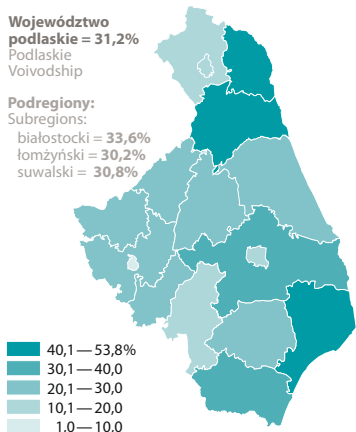 Województwo
podlaskie = 31,2%
Podlaskie
Voivodship
Podregiony:
Subregions:
białostocki = 33,6%
łomżyński = 30,2%
suwalski = 30,8%
40,1 — 53,8%
30,1 — 40,0
20,1 — 30,0
10,1 — 20,0
1,0 — 10,0